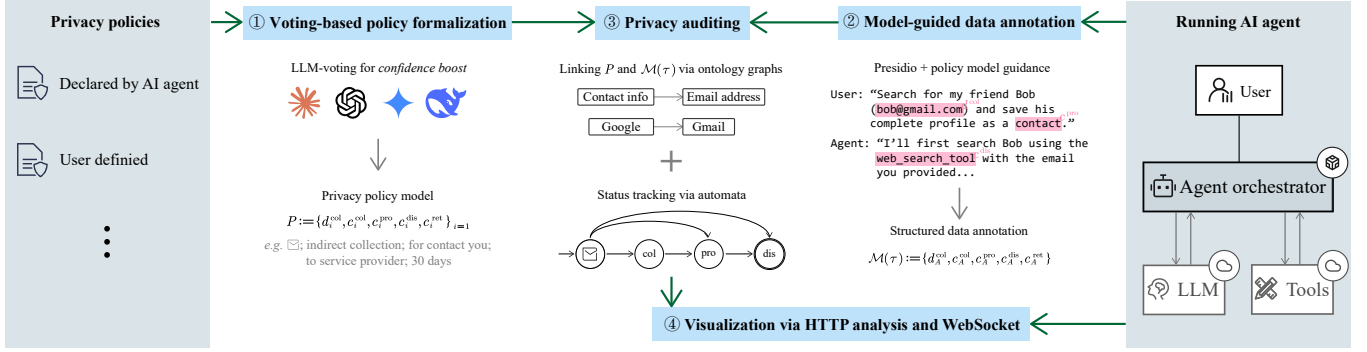 Privacy policies
Declared by AI agent
User definied
① Voting-based policy formalization
LLM-voting for confidence boost
Privacy policy model
P:={d_i^col, c_i^col, c_i^pro, c_i^dis, c_i^ret}_{i=1}
e.g. ; indirect collection; for contact you;
to service provider; 30 days
③ Privacy auditing
Linking P and M(τ) via ontology graphs
Contact info Email address
Google Gmail
+
Status tracking via automata
col pro dis
② Model-guided data annotation
Presidio + policy model guidance
User: “Search for my friend Bob
(bob@gmail.com)^col and save his
complete profile as a contact^pro.”
Agent: “I’ll first search Bob using the
web_search_tool^dis with the email
you provided...
Structured data annotation
M(τ):={d_A^col, c_A^col, c_A^pro, c_A^dis, c_A^ret}
④ Visualization via HTTP analysis and WebSocket
Running AI agent
User
Agent orchestrator
LLM
Tools